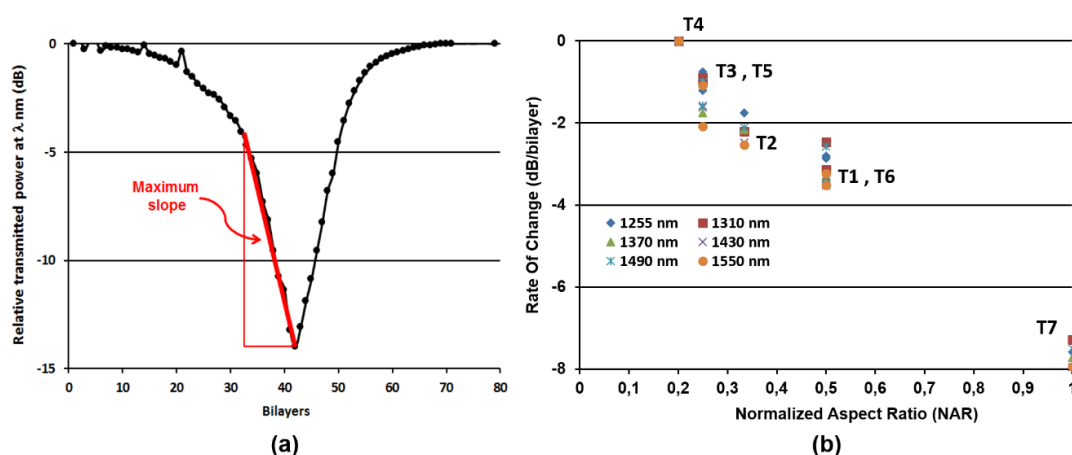 Relative transmitted power at λ nm (dB)
0
-5
-10
-15
Maximum
slope
0 10 20 30 40 50 60 70 80
Bilayers
(a)
Rate Of Change (dB/bilayer)
0
-2
-4
-6
-8
T4
T3 , T5
T2
T1 , T6
1255 nm 1310 nm
1370 nm 1430 nm
1490 nm 1550 nm
T7
0 0,1 0,2 0,3 0,4 0,5 0,6 0,7 0,8 0,9 1
Normalized Aspect Ratio (NAR)
(b)